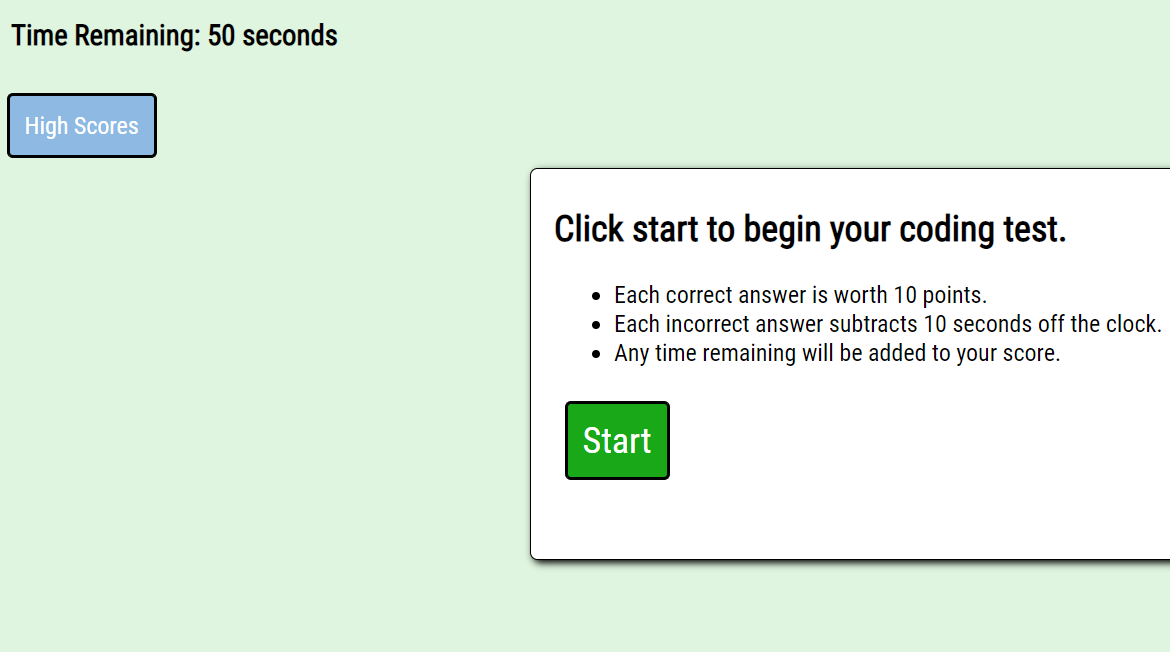 Time Remaining: 50 seconds
High Scores
Click start to begin your coding test.
Each correct answer is worth 10 points.
Each incorrect answer subtracts 10 seconds off the clock.
Any time remaining will be added to your score.
Start